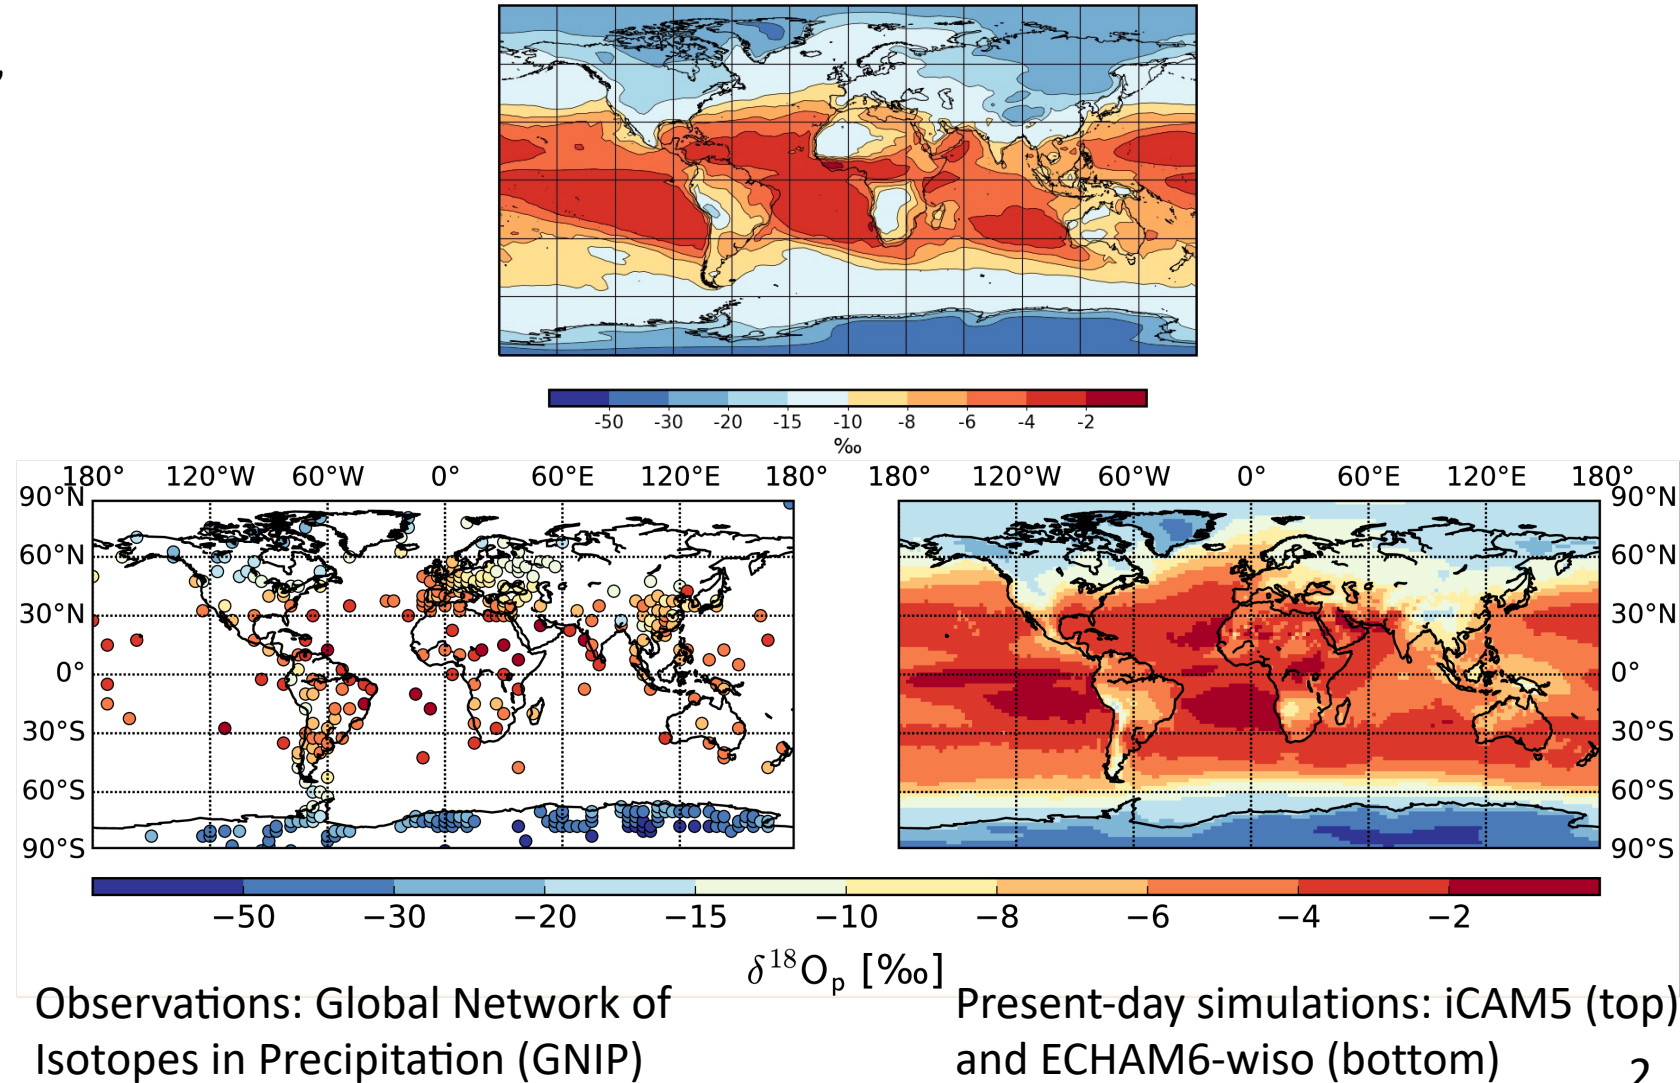 ,
-50 -30 -20 -15 -10 -8 -6 -4 -2
‰
180° 120°W 60°W 0° 60°E 120°E 180° 180° 120°W 60°W 0° 60°E 120°E 180°
90°N 90°N
60°N 60°N
30°N 30°N
0° 0°
30°S 30°S
60°S 60°S
90°S 90°S
−50 −30 −20 −15 −10 −8 −6 −4 −2
δ¹⁸Oₚ [‰]
Observations: Global Network of
Isotopes in Precipitation (GNIP)
Present-day simulations: iCAM5 (top)
and ECHAM6-wiso (bottom)
2